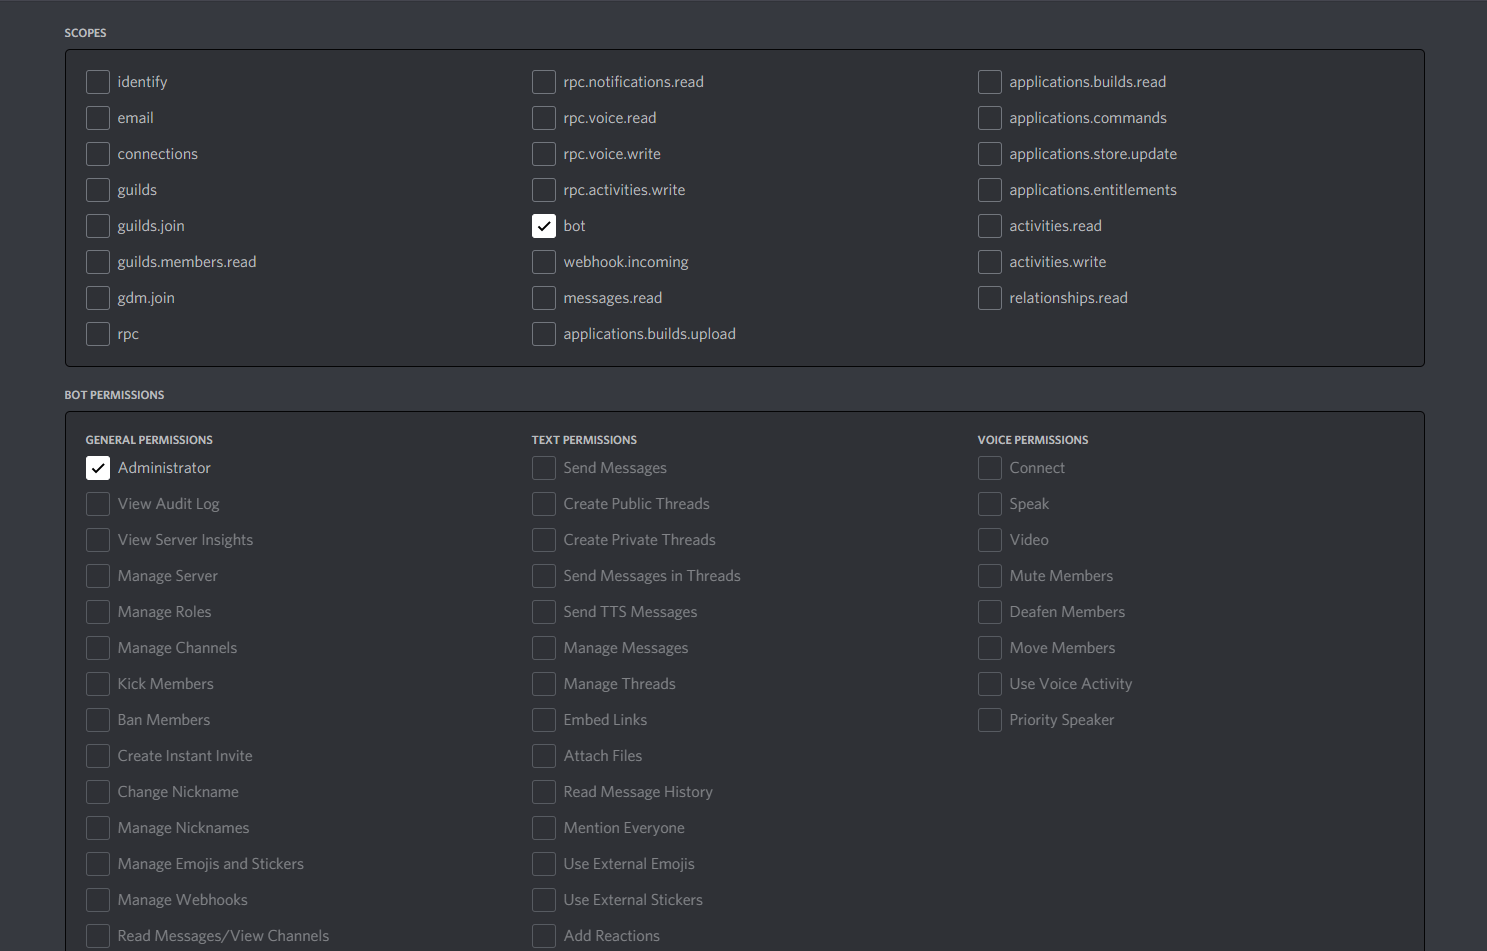 SCOPES
identify
email
connections
guilds
guilds.join
guilds.members.read
gdm.join
rpc
rpc.notifications.read
rpc.voice.read
rpc.voice.write
rpc.activities.write
bot
webhook.incoming
messages.read
applications.builds.upload
applications.builds.read
applications.commands
applications.store.update
applications.entitlements
activities.read
activities.write
relationships.read
BOT PERMISSIONS
GENERAL PERMISSIONS
Administrator
View Audit Log
View Server Insights
Manage Server
Manage Roles
Manage Channels
Kick Members
Ban Members
Create Instant Invite
Change Nickname
Manage Nicknames
Manage Emojis and Stickers
Manage Webhooks
Read Messages/View Channels
TEXT PERMISSIONS
Send Messages
Create Public Threads
Create Private Threads
Send Messages in Threads
Send TTS Messages
Manage Messages
Manage Threads
Embed Links
Attach Files
Read Message History
Mention Everyone
Use External Emojis
Use External Stickers
Add Reactions
VOICE PERMISSIONS
Connect
Speak
Video
Mute Members
Deafen Members
Move Members
Use Voice Activity
Priority Speaker